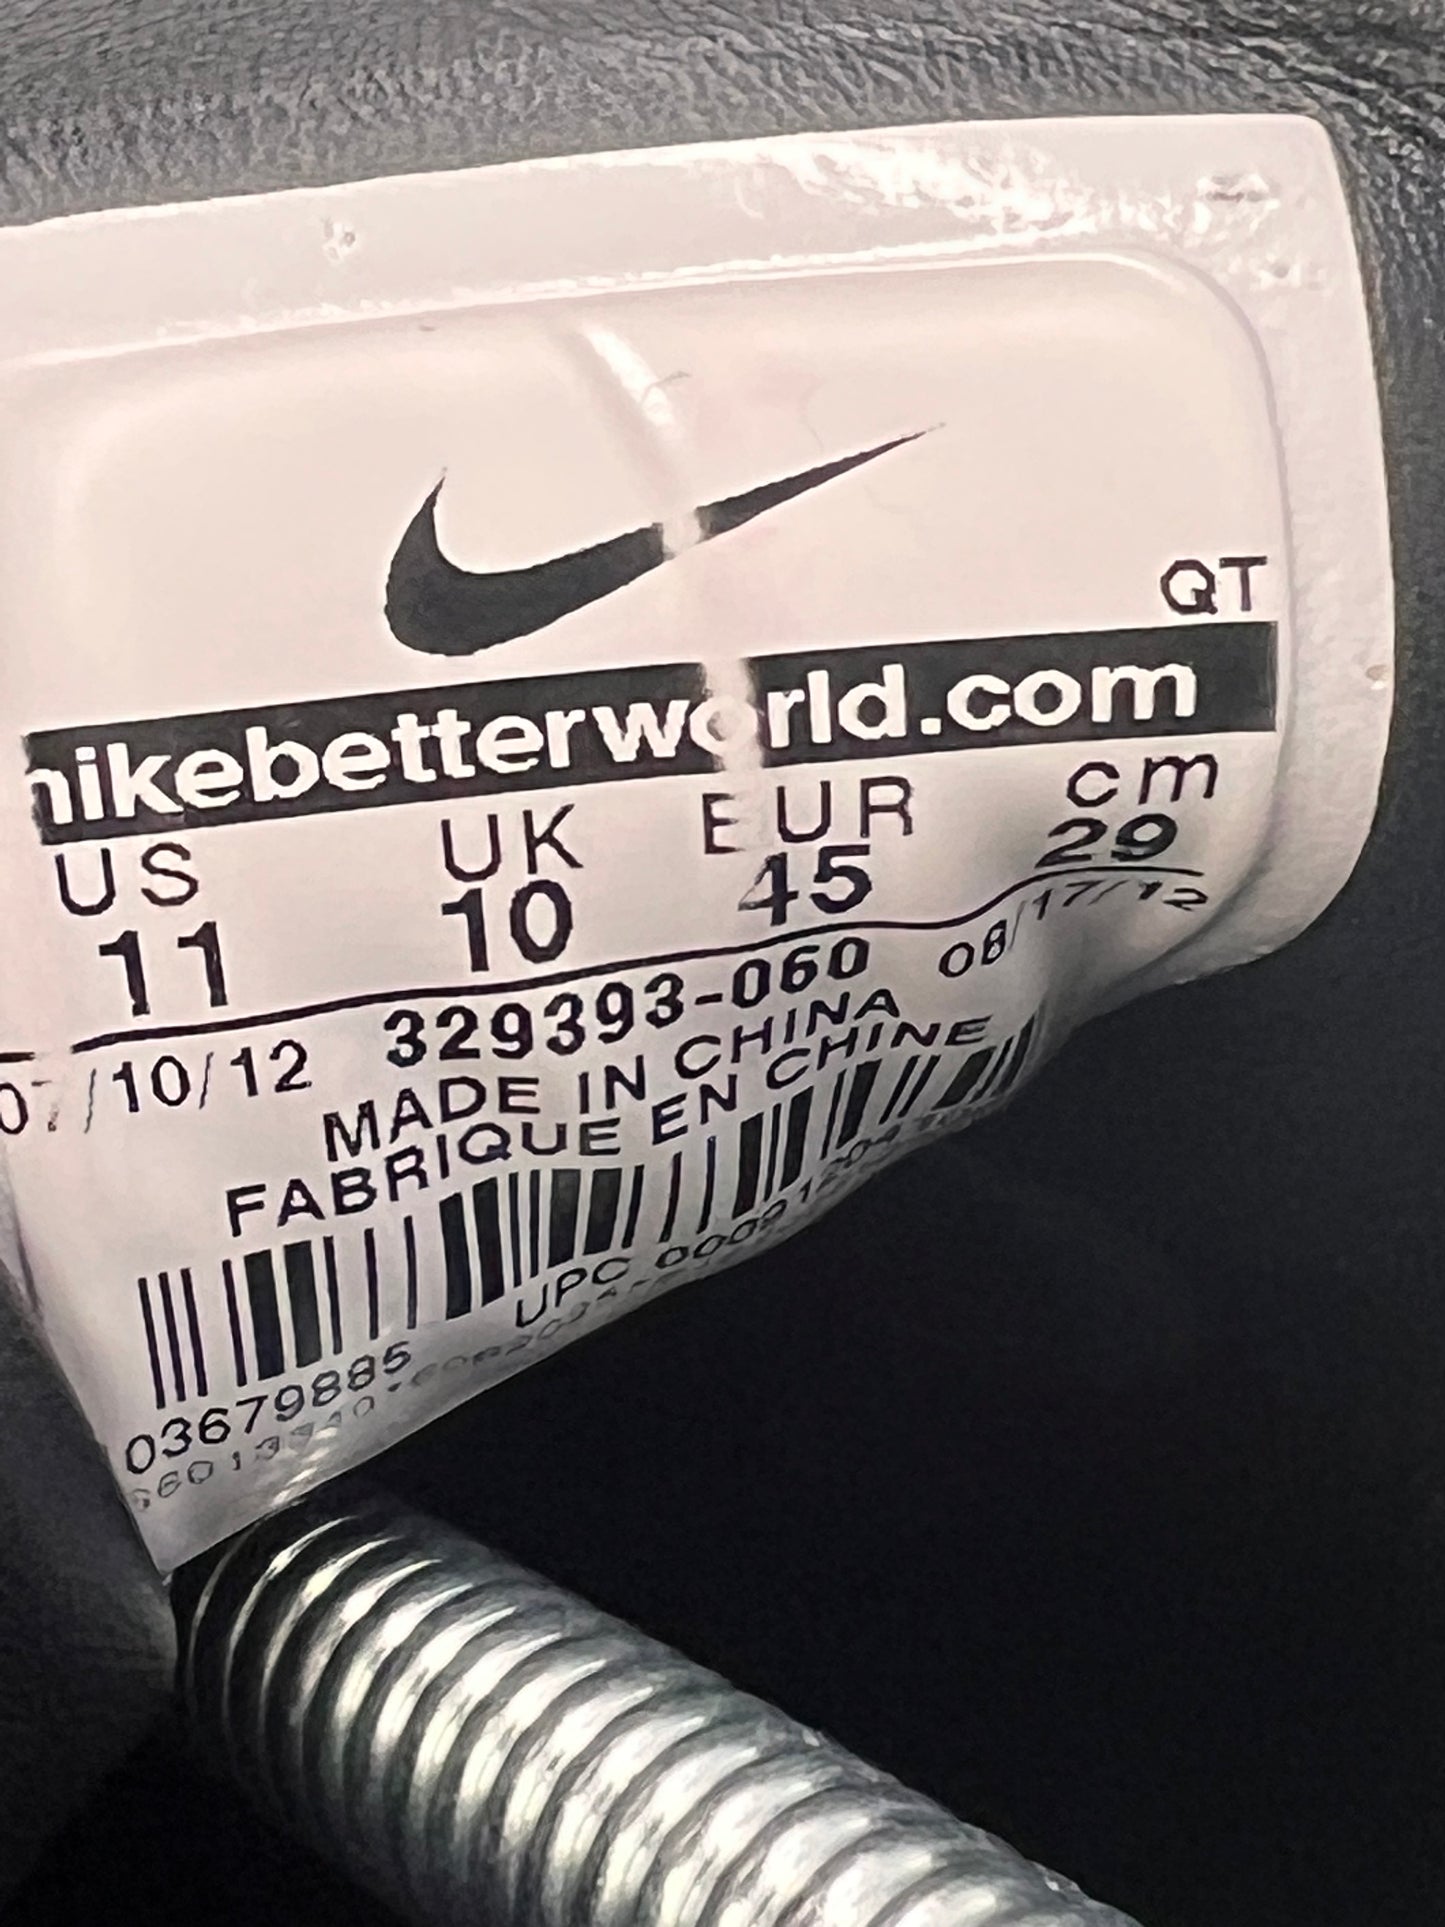 QT
nikebetterworld.com
US UK EUR cm
11 10 45 29
07/10/12 329393-060 08/17/12
MADE IN CHINA
FABRIQUE EN CHINE
UPC
03679885